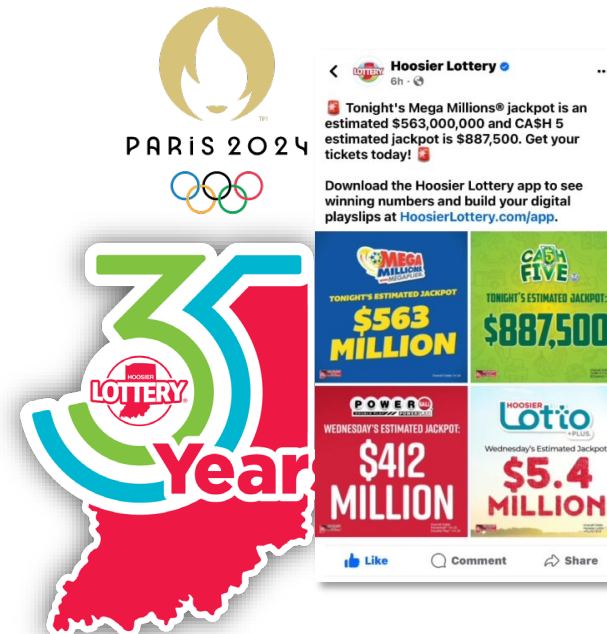 PARIS 2024
35
HOOSIER
LOTTERY
Years
Hoosier Lottery
6h
🚨 Tonight's Mega Millions® jackpot is an
estimated $563,000,000 and CA$H 5
estimated jackpot is $887,500. Get your
tickets today! 🚨
Download the Hoosier Lottery app to see
winning numbers and build your digital
playslips at HoosierLottery.com/app.
MEGA
MILLIONS
MEGAPLIER
TONIGHT'S ESTIMATED JACKPOT
$563
MILLION
CA$H
FIVE
TONIGHT'S ESTIMATED JACKPOT:
$887,500
POWERBALL
WEDNESDAY'S ESTIMATED JACKPOT:
$412
MILLION
HOOSIER
Lotto
+PLUS
Wednesday's Estimated Jackpot
$5.4
MILLION
Like
Comment
Share